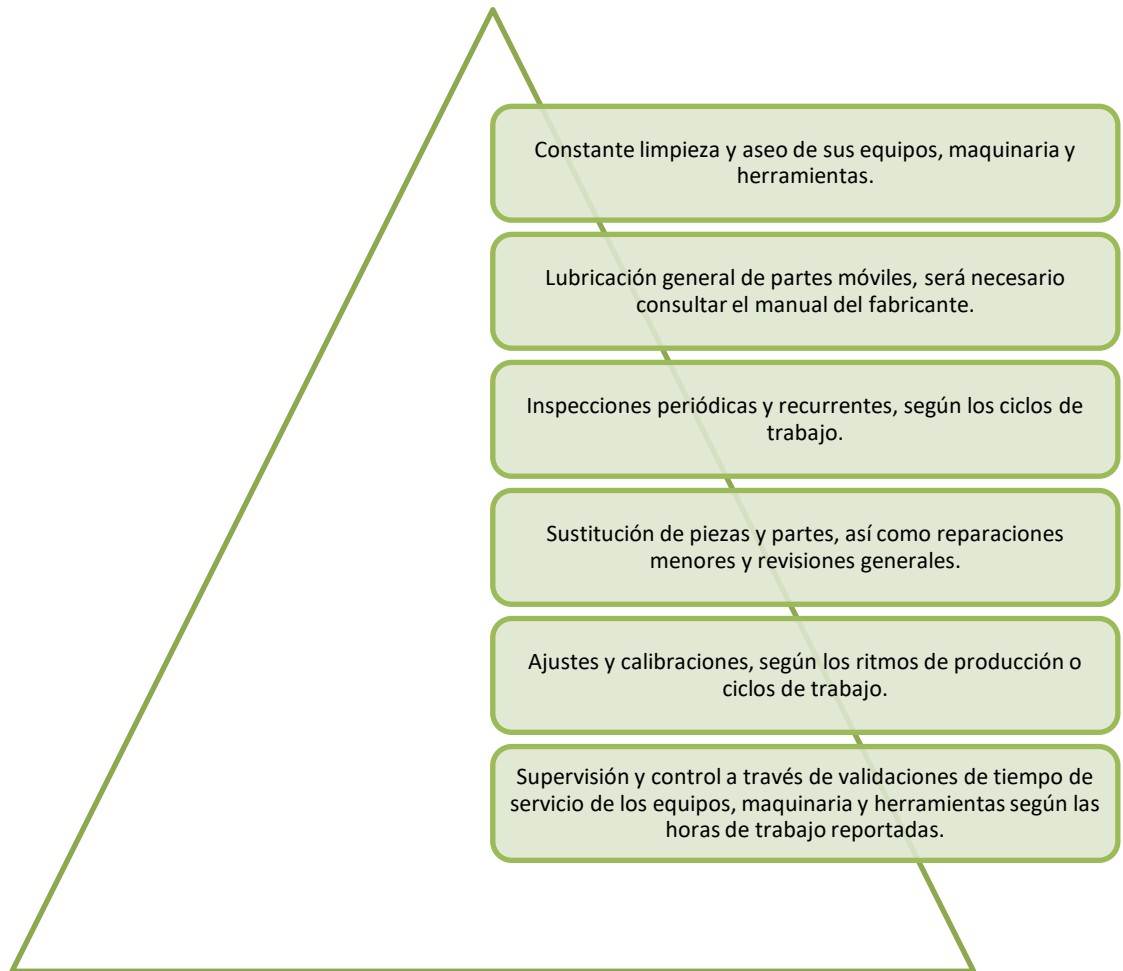 Constante limpieza y aseo de sus equipos, maquinaria y
herramientas.
Lubricación general de partes móviles, será necesario
consultar el manual del fabricante.
Inspecciones periódicas y recurrentes, según los ciclos de
trabajo.
Sustitución de piezas y partes, así como reparaciones
menores y revisiones generales.
Ajustes y calibraciones, según los ritmos de producción o
ciclos de trabajo.
Supervisión y control a través de validaciones de tiempo de
servicio de los equipos, maquinaria y herramientas según las
horas de trabajo reportadas.